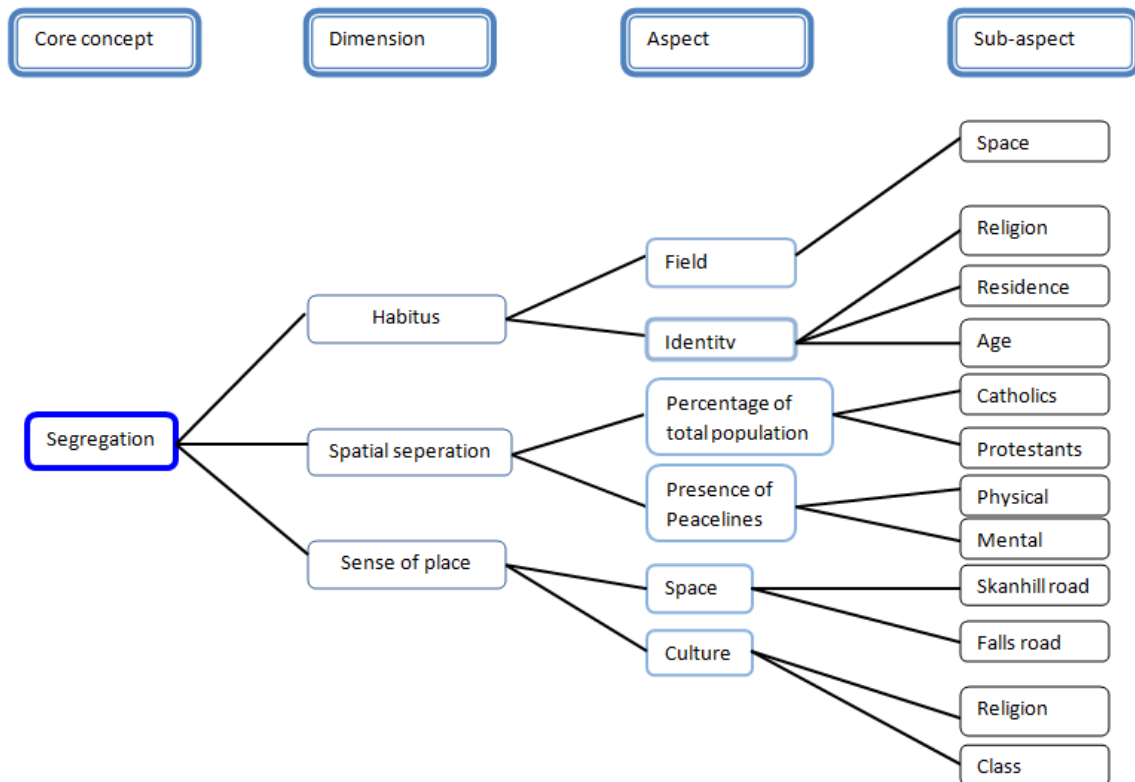 Core concept
Dimension
Aspect
Sub-aspect
Space
Religion
Field
Residence
Habitus
Identity
Age
Percentage of
total population
Catholics
Segregation
Spatial seperation
Protestants
Presence of
Peacelines
Physical
Mental
Sense of place
Space
Skanhill road
Culture
Falls road
Religion
Class